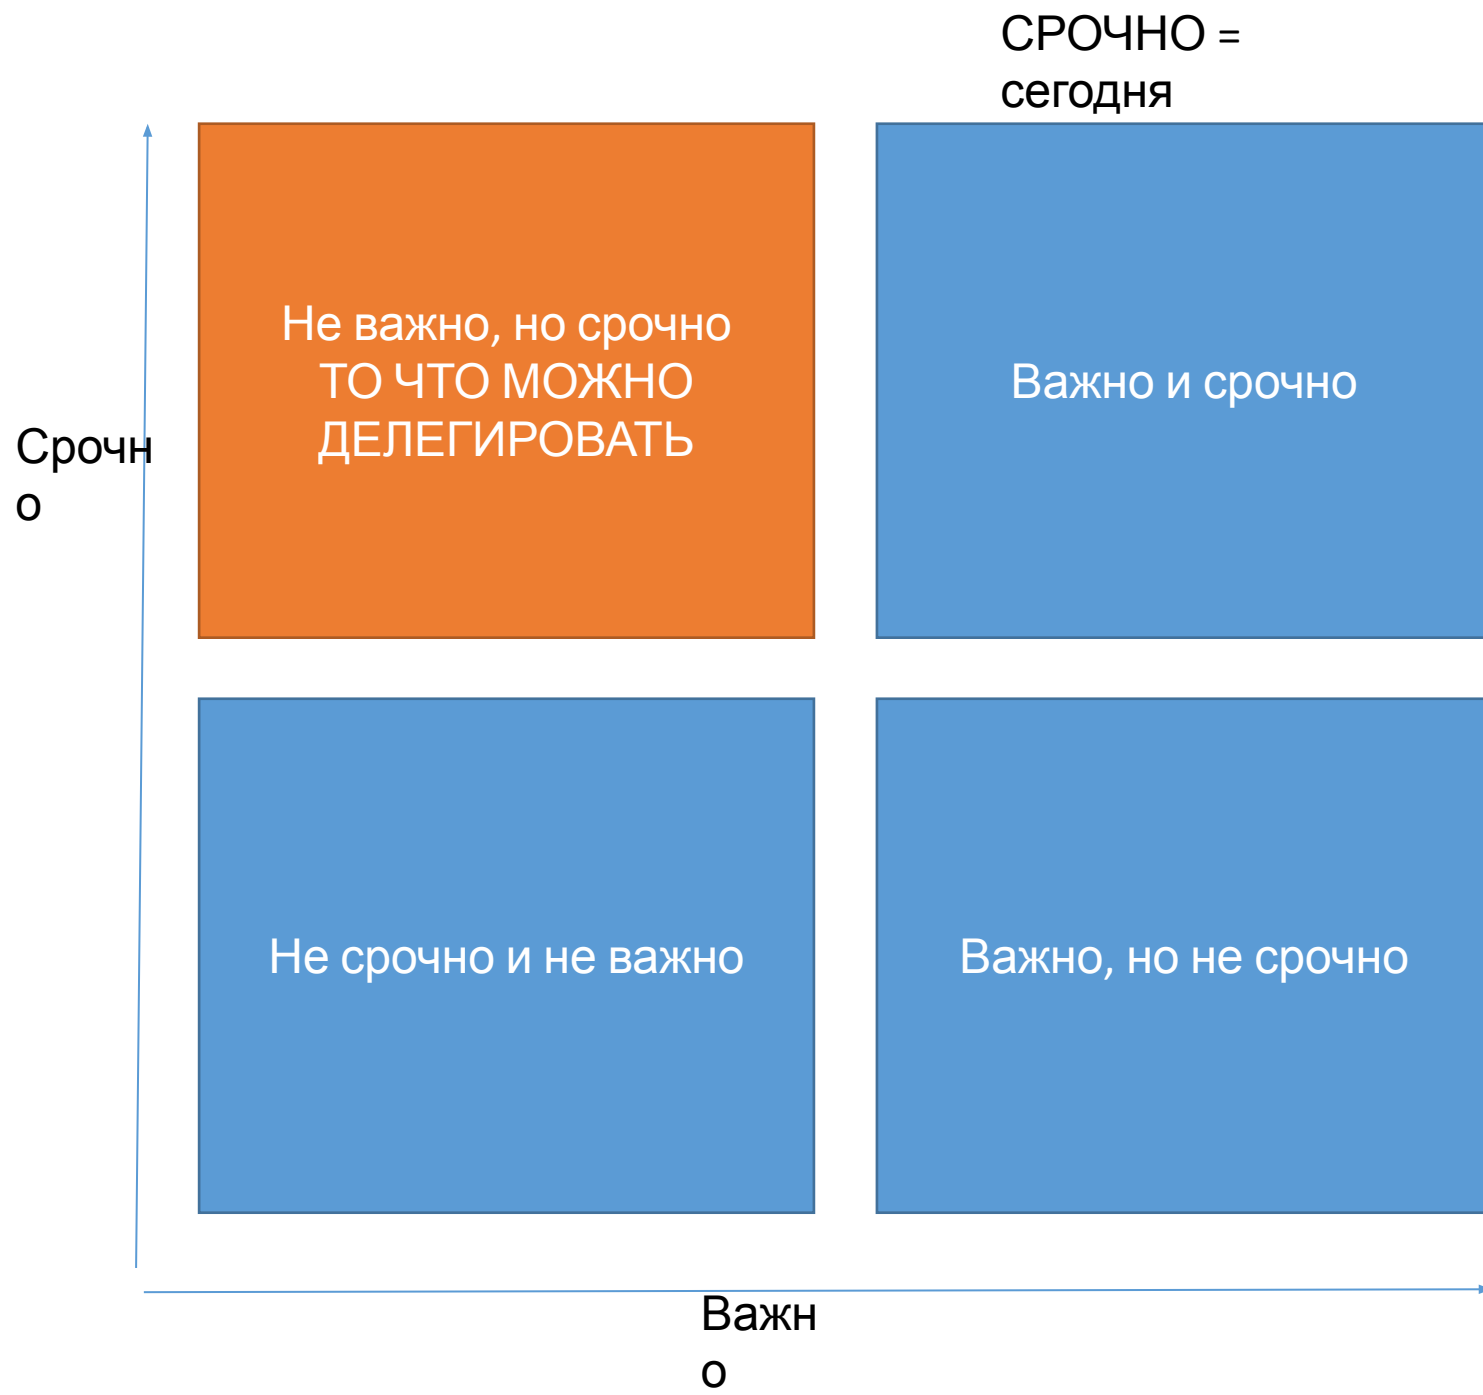 СРОЧНО =
сегодня
Не важно, но срочно
ТО ЧТО МОЖНО
ДЕЛЕГИРОВАТЬ
Важно и срочно
Срочн
о
Не срочно и не важно
Важно, но не срочно
Важн
о